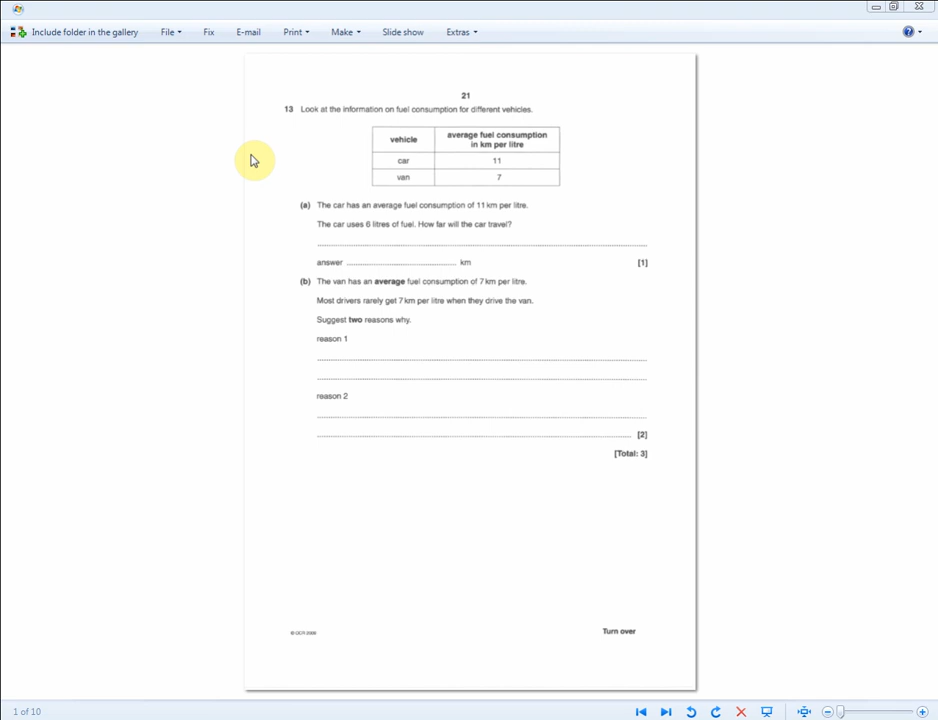 Include folder in the gallery File Fix E-mail Print Make Slide show Extras
21
13 Look at the information on fuel consumption for different vehicles.
vehicle average fuel consumption
in km per litre
car 11
van 7
(a) The car has an average fuel consumption of 11 km per litre.
The car uses 6 litres of fuel. How far will the car travel?
answer ........................................ km [1]
(b) The van has an average fuel consumption of 7 km per litre.
Most drivers rarely get 7 km per litre when they drive the van.
Suggest two reasons why.
reason 1
reason 2
[2]
[Total: 3]
© OCR 2008 Turn over
1 of 10